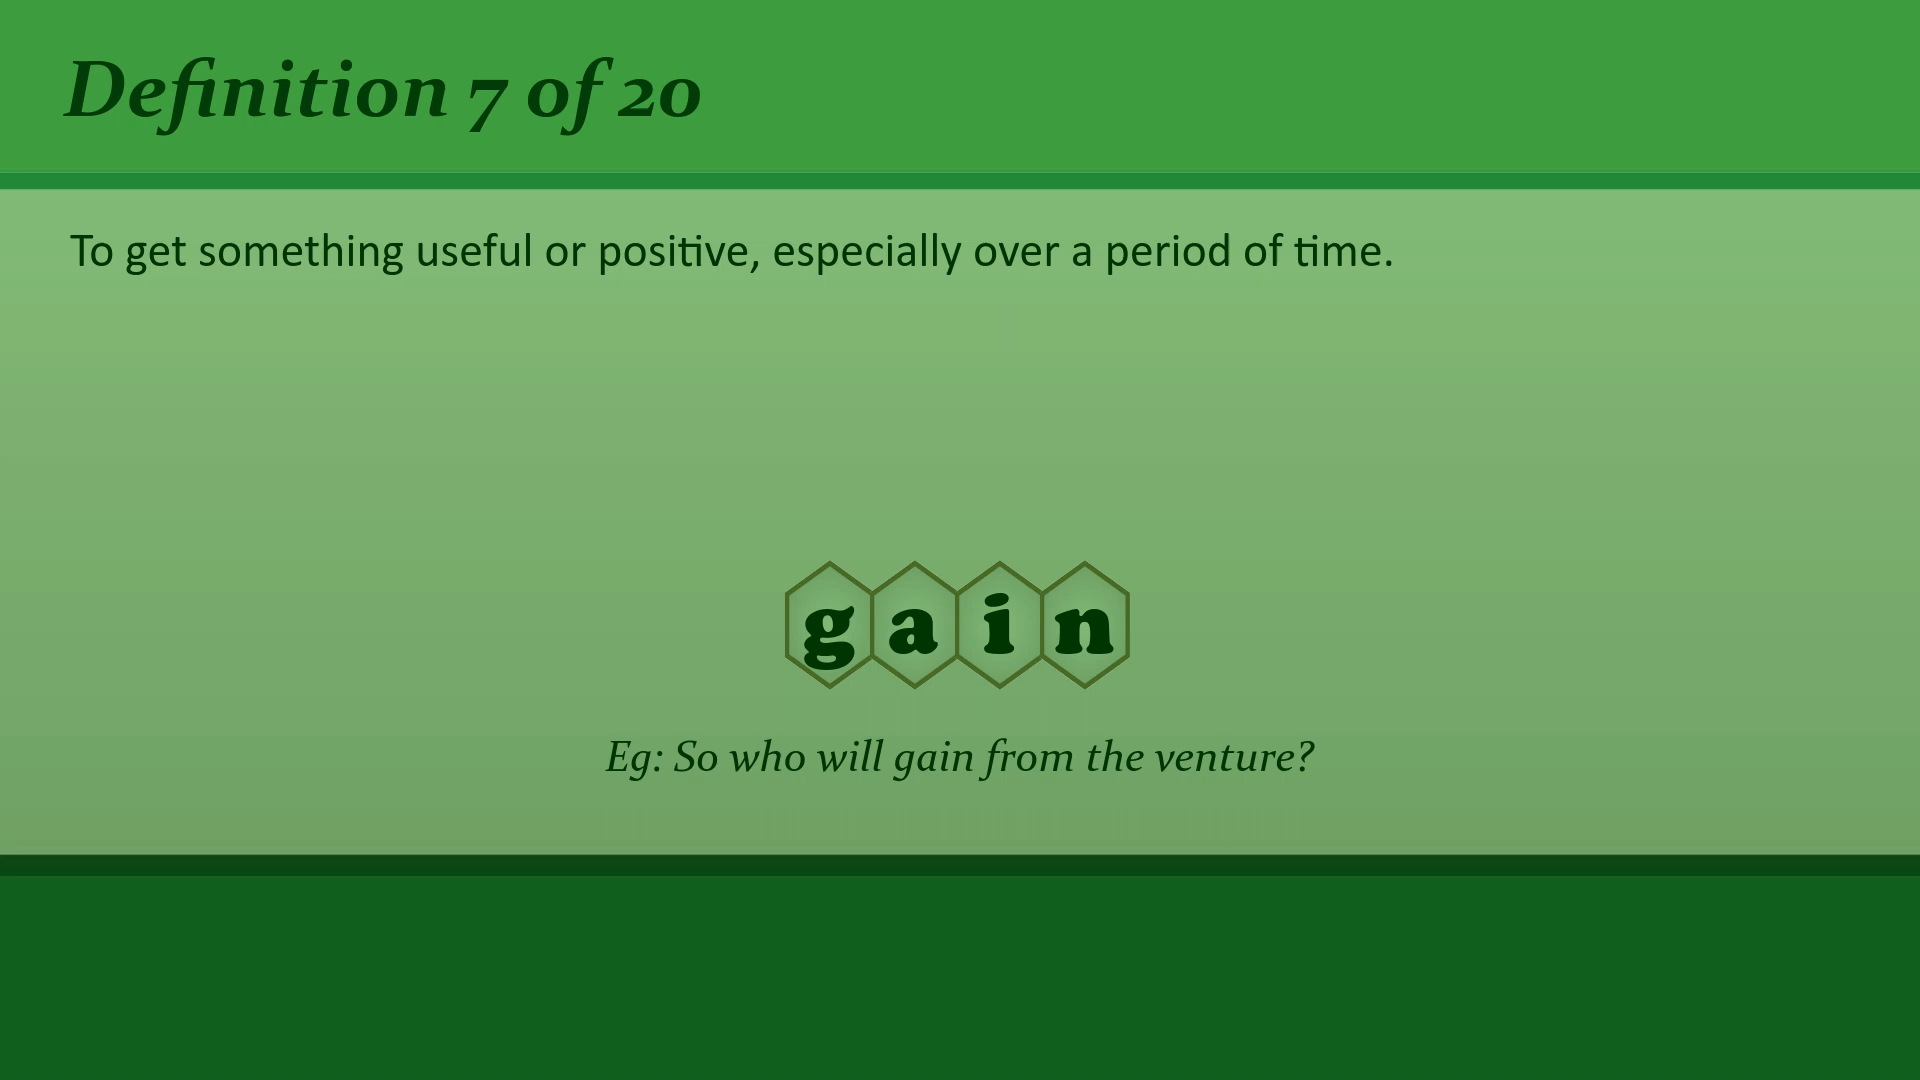 Definition 7 of 20
To get something useful or positive, especially over a period of time.
gain
Eg: So who will gain from the venture?